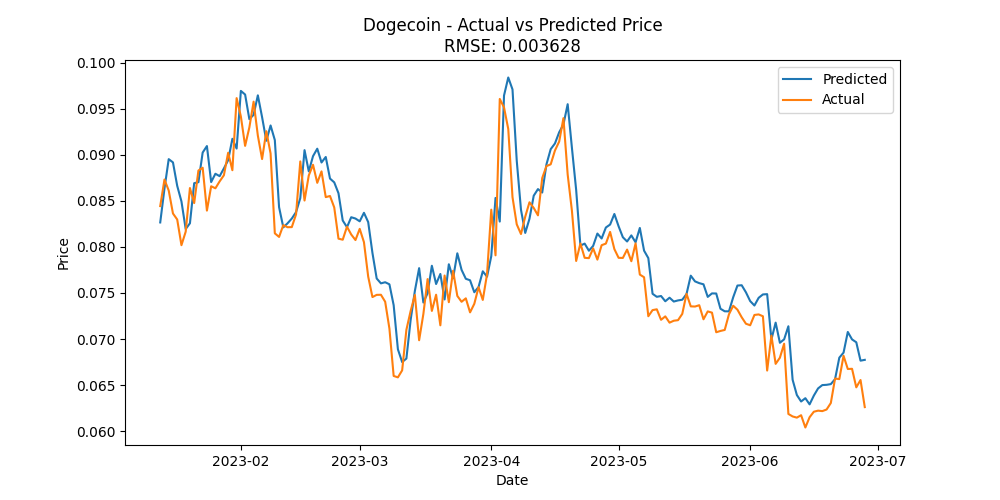 Dogecoin - Actual vs Predicted Price
RMSE: 0.003628
Predicted
Actual
Price
0.100
0.095
0.090
0.085
0.080
0.075
0.070
0.065
0.060
2023-02 2023-03 2023-04 2023-05 2023-06 2023-07
Date